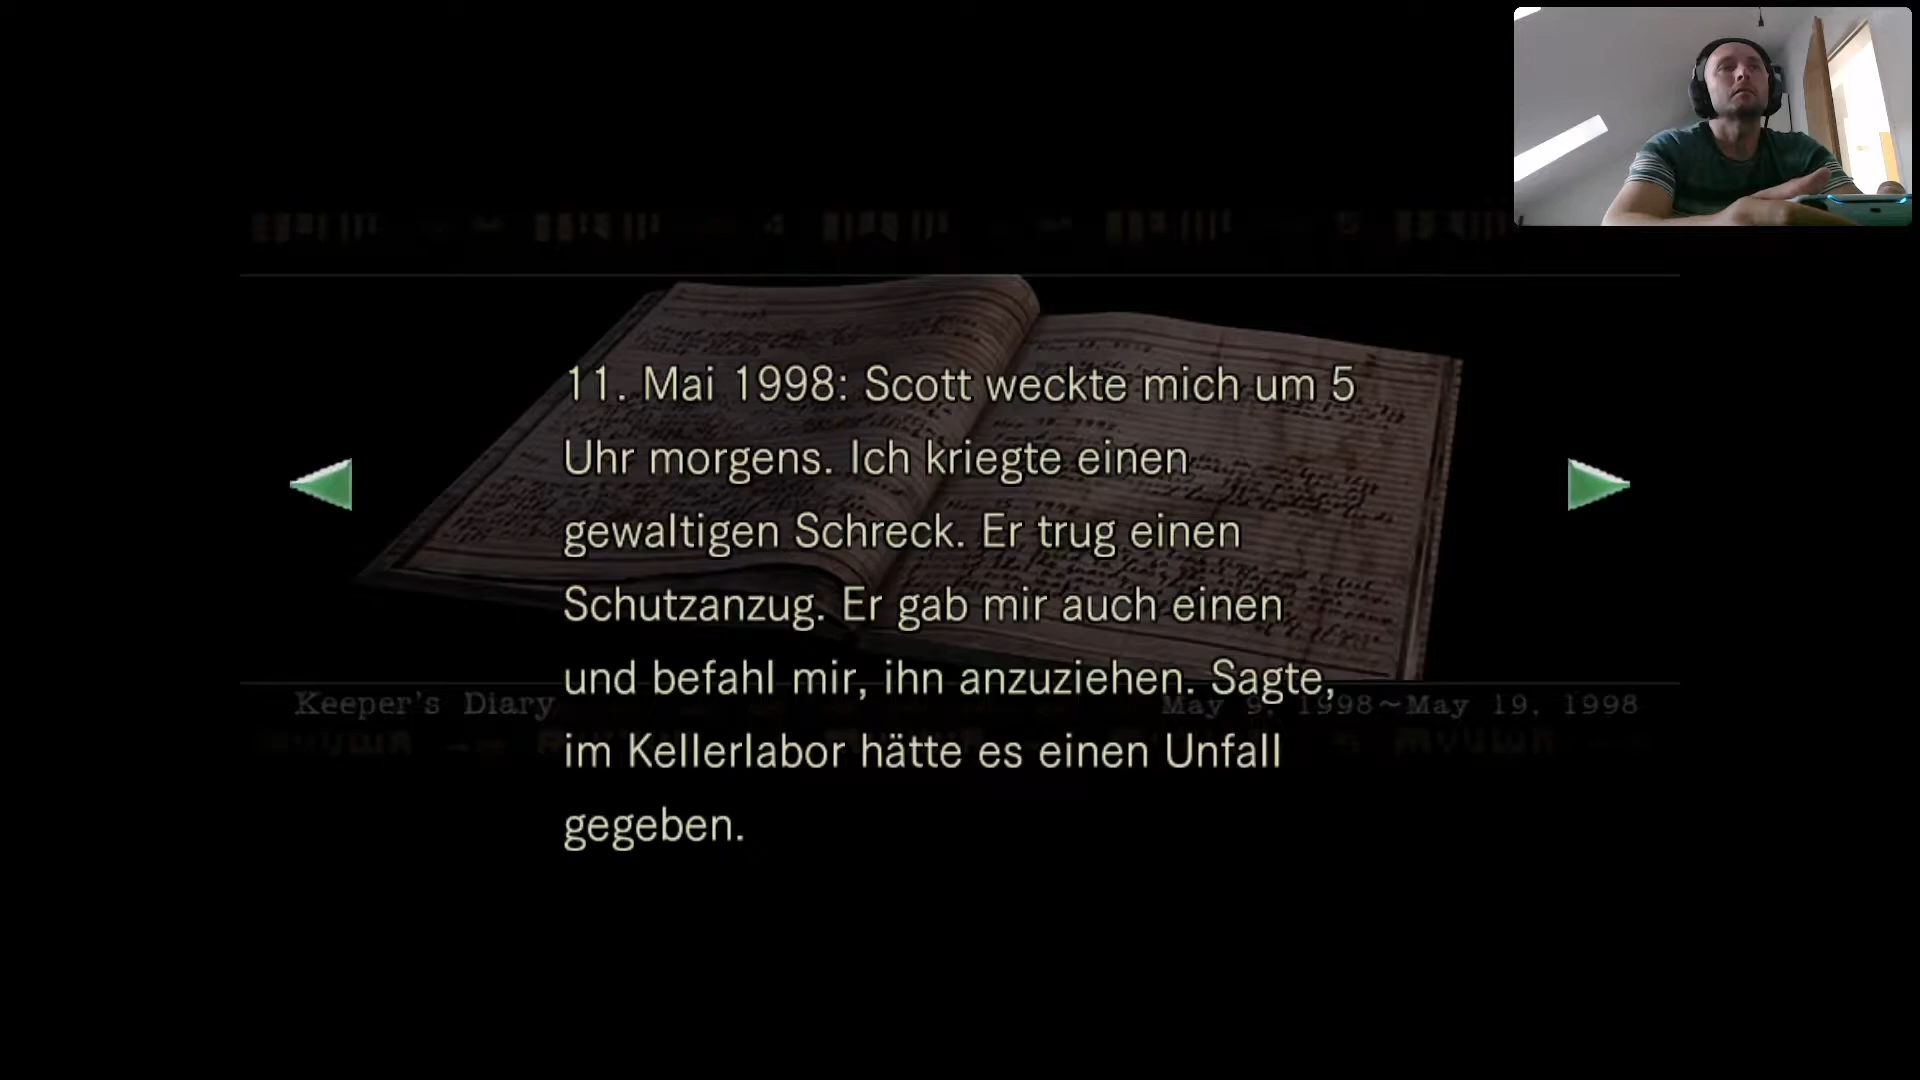 11. Mai 1998: Scott weckte mich um 5
Uhr morgens. Ich kriegte einen
gewaltigen Schreck. Er trug einen
Schutzanzug. Er gab mir auch einen
und befahl mir, ihn anzuziehen. Sagte,
Keeper's Diary
May 9, 1998~May 19, 1998
im Kellerlabor hätte es einen Unfall
gegeben.